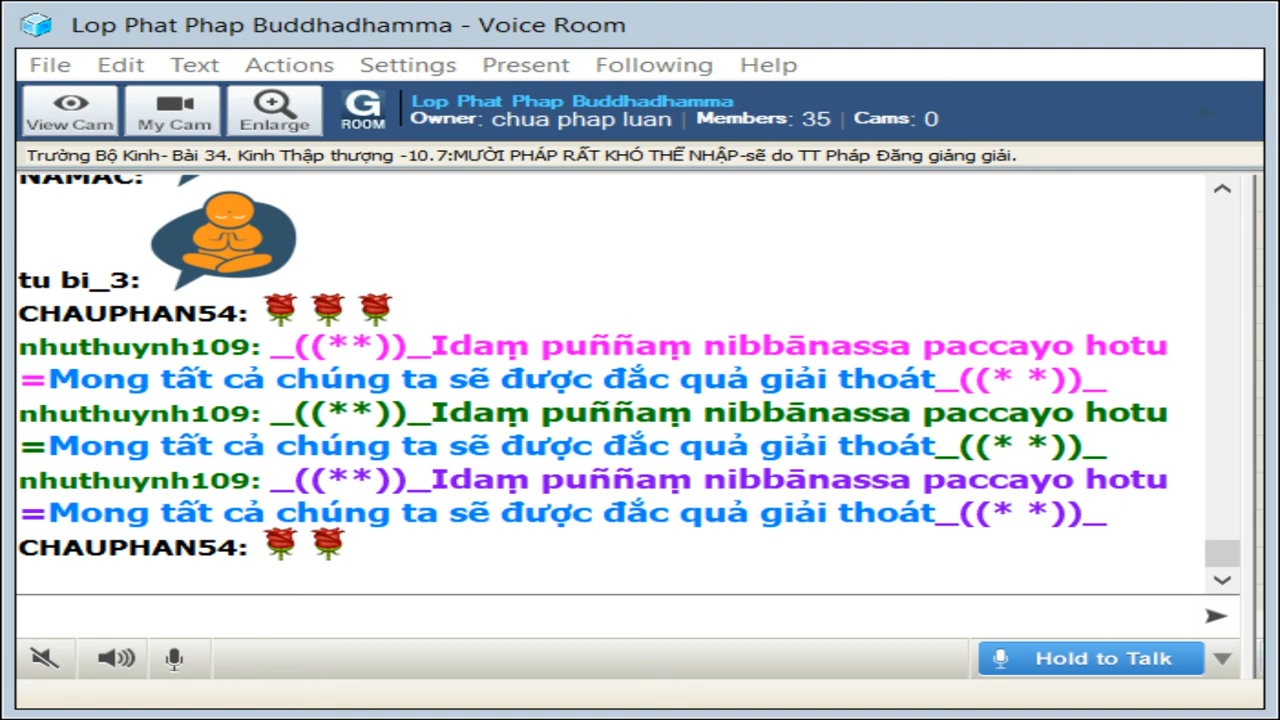 Lop Phat Phap Buddhadhamma - Voice Room
File Edit Text Actions Settings Present Following Help
View Cam My Cam Enlarge
G ROOM
Lop Phat Phap Buddhadhamma
Owner: chua phap luan | Members: 35 | Cams: 0
Trường Bộ Kinh- Bài 34. Kinh Thập thượng -10.7:MƯỜI PHÁP RẤT KHÓ THỂ NHẬP-sẽ do TT Pháp Đăng giảng giải.
NAMAC:
tu bi_3:
CHAUPHAN54:
nhuthuynh109: _((**))_Idaṃ puññaṃ nibbānassa paccayo hotu
=Mong tất cả chúng ta sẽ được đắc quả giải thoát_((* *))_
nhuthuynh109: _((**))_Idaṃ puññaṃ nibbānassa paccayo hotu
=Mong tất cả chúng ta sẽ được đắc quả giải thoát_((* *))_
nhuthuynh109: _((**))_Idaṃ puññaṃ nibbānassa paccayo hotu
=Mong tất cả chúng ta sẽ được đắc quả giải thoát_((* *))_
CHAUPHAN54:
Hold to Talk